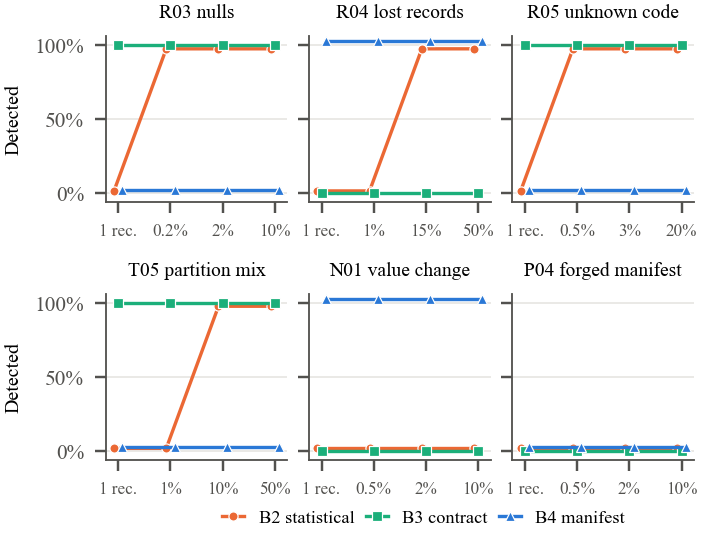 R03 nulls
R04 lost records
R05 unknown code
100%
50%
0%
Detected
1 rec. 0.2% 2% 10%
1 rec. 1% 15% 50%
1 rec. 0.5% 3% 20%
T05 partition mix
N01 value change
P04 forged manifest
100%
50%
0%
Detected
1 rec. 1% 10% 50%
1 rec. 0.5% 2% 10%
1 rec. 0.5% 2% 10%
B2 statistical B3 contract B4 manifest